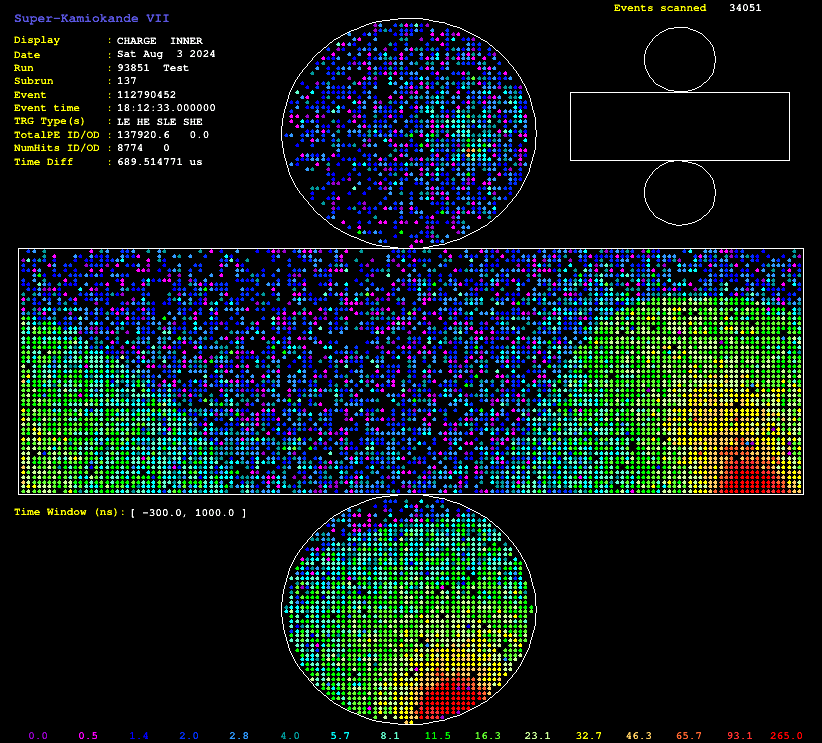 Super-Kamiokande VII
Events scanned 34051
Display : CHARGE INNER
Date : Sat Aug 3 2024
Run : 93851 Test
Subrun : 137
Event : 112790452
Event time : 18:12:33.000000
TRG Type(s) : LE HE SLE SHE
TotalPE ID/OD : 137920.6 0.0
NumHits ID/OD : 8774 0
Time Diff : 689.514771 us
Time Window (ns): [ -300.0, 1000.0 ]
0.0 0.5 1.4 2.0 2.8 4.0 5.7 8.1 11.5 16.3 23.1 32.7 46.3 65.7 93.1 265.0